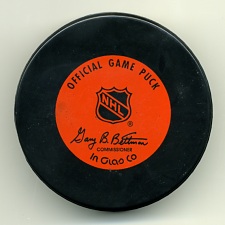 OFFICIAL GAME PUCK
NHL
®
Gary B. Bettman
COMMISSIONER
In Glas Co